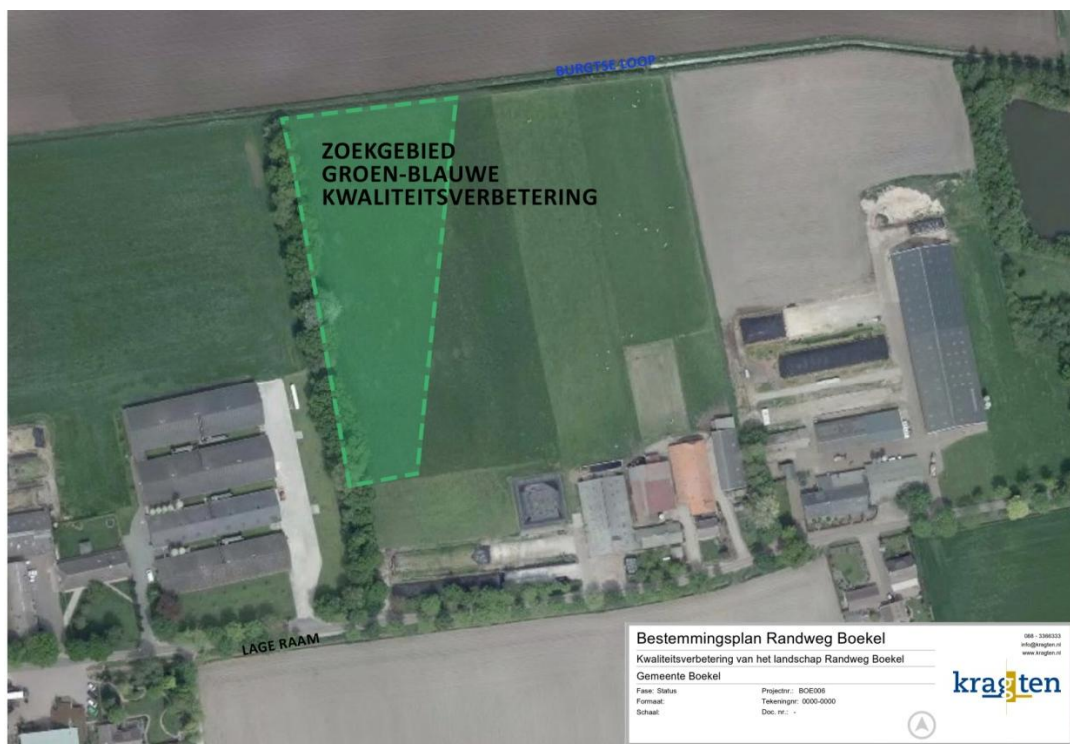 BURGTSE LOOP
ZOEKGEBIED
GROEN-BLAUWE
KWALITEITSVERBETERING
LAGE RAAM
Bestemmingsplan Randweg Boekel
Kwaliteitsverbetering van het landschap Randweg Boekel
Gemeente Boekel
Fase: Status
Projectnr.: BOE006
Formaat:
Tekeningnr: 0000-0000
Schaal:
Doc. nr.: -
088 - 3366333
info@kragten.nl
www.kragten.nl
kragten